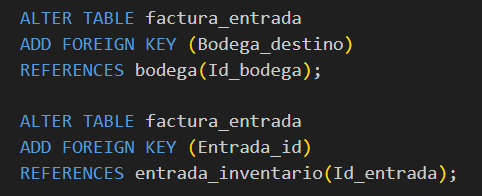 ALTER TABLE factura_entrada
ADD FOREIGN KEY (Bodega_destino)
REFERENCES bodega(Id_bodega);
ALTER TABLE factura_entrada
ADD FOREIGN KEY (Entrada_id)
REFERENCES entrada_inventario(Id_entrada);